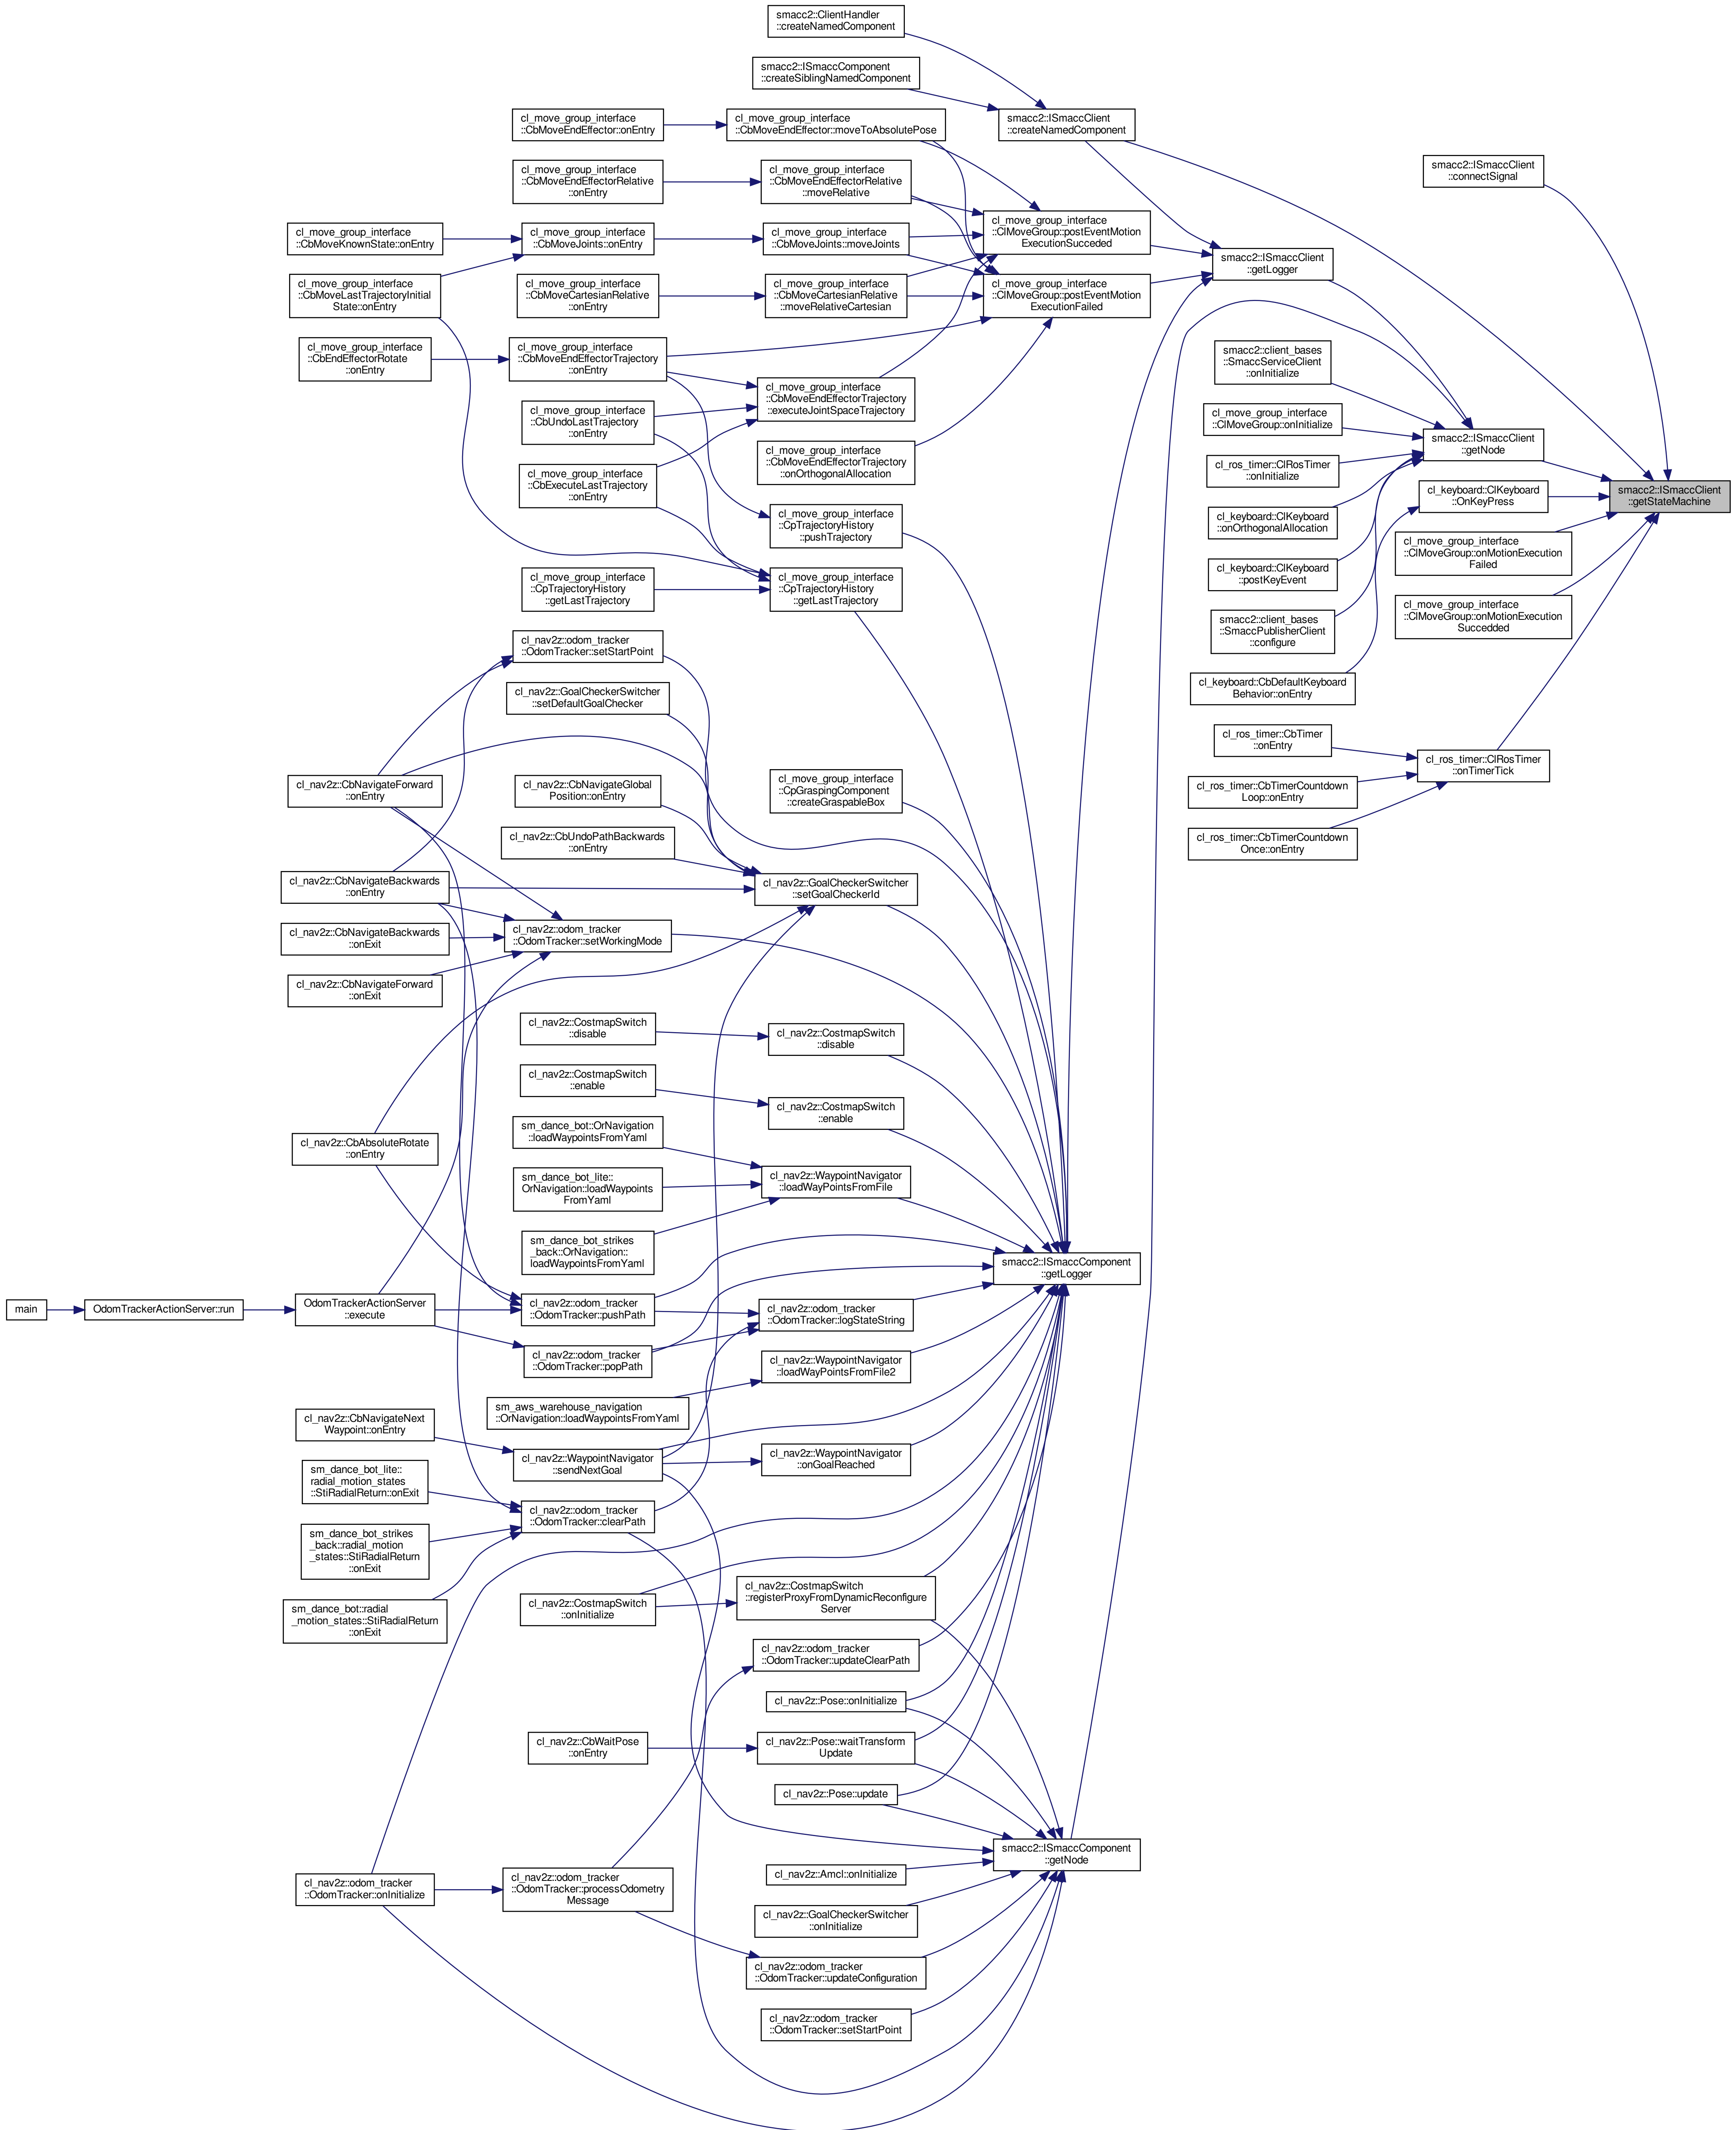 smacc2::ClientHandler
::createNamedComponent
smacc2::ISmaccComponent
::createSiblingNamedComponent
cl_move_group_interface
::CbMoveEndEffector::onEntry
cl_move_group_interface
::CbMoveEndEffector::moveToAbsolutePose
smacc2::ISmaccClient
::createNamedComponent
smacc2::ISmaccClient
::connectSignal
cl_move_group_interface
::CbMoveEndEffectorRelative
::onEntry
cl_move_group_interface
::CbMoveEndEffectorRelative
::moveRelative
cl_move_group_interface
::CbMoveKnownState::onEntry
cl_move_group_interface
::CbMoveJoints::onEntry
cl_move_group_interface
::CbMoveJoints::moveJoints
cl_move_group_interface
::ClMoveGroup::postEventMotion
ExecutionSucceded
smacc2::ISmaccClient
::getLogger
cl_move_group_interface
::CbMoveLastTrajectoryInitial
State::onEntry
cl_move_group_interface
::CbMoveCartesianRelative
::onEntry
cl_move_group_interface
::CbMoveCartesianRelative
::moveRelativeCartesian
cl_move_group_interface
::ClMoveGroup::postEventMotion
ExecutionFailed
cl_move_group_interface
::CbEndEffectorRotate
::onEntry
cl_move_group_interface
::CbMoveEndEffectorTrajectory
::onEntry
smacc2::client_bases
::SmaccServiceClient
::onInitialize
cl_move_group_interface
::CbMoveEndEffectorTrajectory
::executeJointSpaceTrajectory
cl_move_group_interface
::CbUndoLastTrajectory
::onEntry
cl_move_group_interface
::ClMoveGroup::onInitialize
smacc2::ISmaccClient
::getNode
cl_move_group_interface
::CbMoveEndEffectorTrajectory
::onOrthogonalAllocation
cl_ros_timer::ClRosTimer
::onInitialize
cl_move_group_interface
::CbExecuteLastTrajectory
::onEntry
cl_keyboard::ClKeyboard
::OnKeyPress
smacc2::ISmaccClient
::getStateMachine
cl_move_group_interface
::CpTrajectoryHistory
::pushTrajectory
cl_keyboard::ClKeyboard
::onOrthogonalAllocation
cl_move_group_interface
::ClMoveGroup::onMotionExecution
Failed
cl_move_group_interface
::CpTrajectoryHistory
::getLastTrajectory
cl_move_group_interface
::CpTrajectoryHistory
::getLastTrajectory
cl_keyboard::ClKeyboard
::postKeyEvent
cl_move_group_interface
::ClMoveGroup::onMotionExecution
Succedded
smacc2::client_bases
::SmaccPublisherClient
::configure
cl_nav2z::odom_tracker
::OdomTracker::setStartPoint
cl_keyboard::CbDefaultKeyboard
Behavior::onEntry
cl_nav2z::GoalCheckerSwitcher
::setDefaultGoalChecker
cl_ros_timer::CbTimer
::onEntry
cl_ros_timer::ClRosTimer
::onTimerTick
cl_nav2z::CbNavigateForward
::onEntry
cl_nav2z::CbNavigateGlobal
Position::onEntry
cl_move_group_interface
::CpGraspingComponent
::createGraspableBox
cl_ros_timer::CbTimerCountdown
Loop::onEntry
cl_nav2z::CbUndoPathBackwards
::onEntry
cl_ros_timer::CbTimerCountdown
Once::onEntry
cl_nav2z::CbNavigateBackwards
::onEntry
cl_nav2z::GoalCheckerSwitcher
::setGoalCheckerId
cl_nav2z::CbNavigateBackwards
::onExit
cl_nav2z::odom_tracker
::OdomTracker::setWorkingMode
cl_nav2z::CbNavigateForward
::onExit
cl_nav2z::CostmapSwitch
::disable
cl_nav2z::CostmapSwitch
::disable
cl_nav2z::CostmapSwitch
::enable
cl_nav2z::CostmapSwitch
::enable
cl_nav2z::CbAbsoluteRotate
::onEntry
sm_dance_bot::OrNavigation
::loadWaypointsFromYaml
sm_dance_bot_lite::
OrNavigation::loadWaypoints
FromYaml
cl_nav2z::WaypointNavigator
::loadWayPointsFromFile
sm_dance_bot_strikes
_back::OrNavigation::
loadWaypointsFromYaml
smacc2::ISmaccComponent
::getLogger
main
OdomTrackerActionServer::run
OdomTrackerActionServer
::execute
cl_nav2z::odom_tracker
::OdomTracker::pushPath
cl_nav2z::odom_tracker
::OdomTracker::logStateString
cl_nav2z::odom_tracker
::OdomTracker::popPath
cl_nav2z::WaypointNavigator
::loadWayPointsFromFile2
sm_aws_warehouse_navigation
::OrNavigation::loadWaypointsFromYaml
cl_nav2z::CbNavigateNext
Waypoint::onEntry
cl_nav2z::WaypointNavigator
::sendNextGoal
cl_nav2z::WaypointNavigator
::onGoalReached
sm_dance_bot_lite::
radial_motion_states
::StiRadialReturn::onExit
cl_nav2z::odom_tracker
::OdomTracker::clearPath
sm_dance_bot_strikes
_back::radial_motion
_states::StiRadialReturn
::onExit
sm_dance_bot::radial
_motion_states::StiRadialReturn
::onExit
cl_nav2z::CostmapSwitch
::onInitialize
cl_nav2z::CostmapSwitch
::registerProxyFromDynamicReconfigure
Server
cl_nav2z::odom_tracker
::OdomTracker::updateClearPath
cl_nav2z::Pose::onInitialize
cl_nav2z::CbWaitPose
::onEntry
cl_nav2z::Pose::waitTransform
Update
cl_nav2z::Pose::update
smacc2::ISmaccComponent
::getNode
cl_nav2z::Amcl::onInitialize
cl_nav2z::odom_tracker
::OdomTracker::onInitialize
cl_nav2z::odom_tracker
::OdomTracker::processOdometry
Message
cl_nav2z::GoalCheckerSwitcher
::onInitialize
cl_nav2z::odom_tracker
::OdomTracker::updateConfiguration
cl_nav2z::odom_tracker
::OdomTracker::setStartPoint